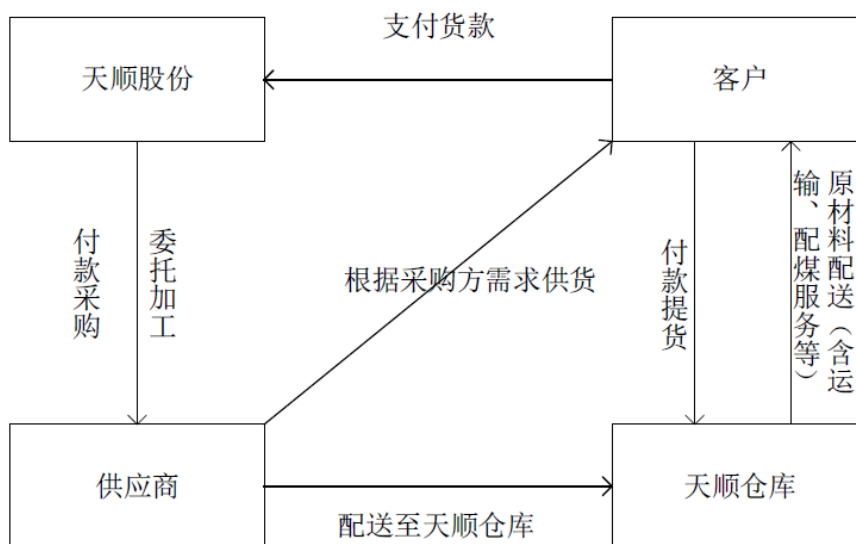 支付货款
天顺股份
客户
付款采购
委托加工
根据采购方需求供货
付款提货
原材料配送（含运
输、配煤服务等）
供应商
天顺仓库
配送至天顺仓库